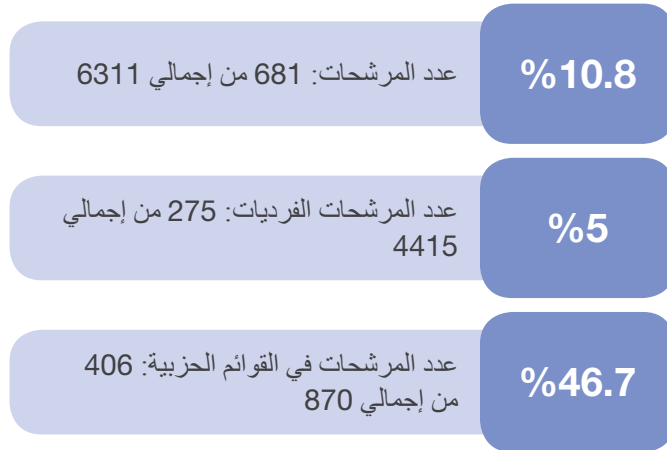 %10.8
عدد المرشحات: 681 من إجمالي 6311
%5
عدد المرشحات الفرديات: 275 من إجمالي
4415
%46.7
عدد المرشحات في القوائم الحزبية: 406
من إجمالي 870